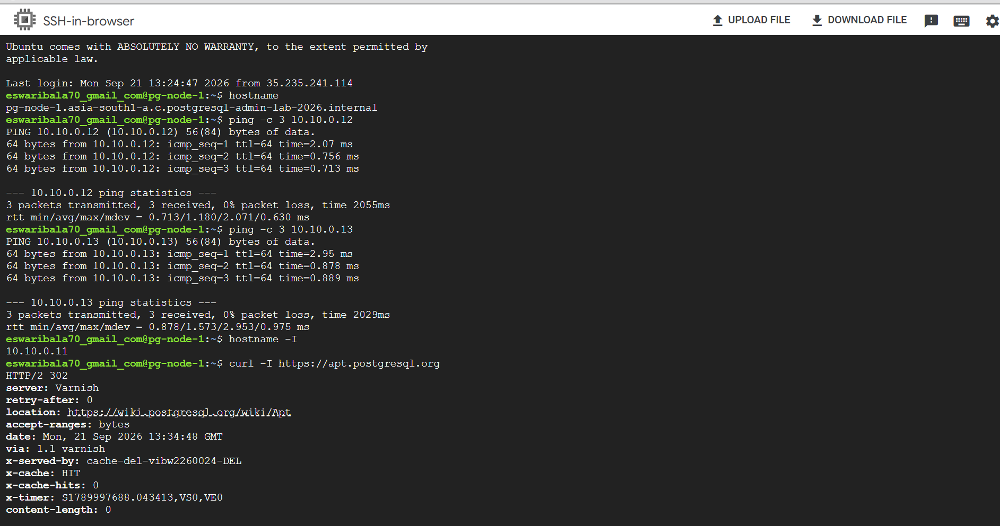 SSH-in-browser
UPLOAD FILE
DOWNLOAD FILE
Ubuntu comes with ABSOLUTELY NO WARRANTY, to the extent permitted by
applicable law.
Last login: Mon Sep 21 13:24:47 2026 from 35.235.241.114
eswaribala70_gmail_com@pg-node-1:~$ hostname
pg-node-1.asia-south1-a.c.postgresql-admin-lab-2026.internal
eswaribala70_gmail_com@pg-node-1:~$ ping -c 3 10.10.0.12
PING 10.10.0.12 (10.10.0.12) 56(84) bytes of data.
64 bytes from 10.10.0.12: icmp_seq=1 ttl=64 time=2.07 ms
64 bytes from 10.10.0.12: icmp_seq=2 ttl=64 time=0.756 ms
64 bytes from 10.10.0.12: icmp_seq=3 ttl=64 time=0.713 ms
--- 10.10.0.12 ping statistics ---
3 packets transmitted, 3 received, 0% packet loss, time 2055ms
rtt min/avg/max/mdev = 0.713/1.180/2.071/0.630 ms
eswaribala70_gmail_com@pg-node-1:~$ ping -c 3 10.10.0.13
PING 10.10.0.13 (10.10.0.13) 56(84) bytes of data.
64 bytes from 10.10.0.13: icmp_seq=1 ttl=64 time=2.95 ms
64 bytes from 10.10.0.13: icmp_seq=2 ttl=64 time=0.878 ms
64 bytes from 10.10.0.13: icmp_seq=3 ttl=64 time=0.889 ms
--- 10.10.0.13 ping statistics ---
3 packets transmitted, 3 received, 0% packet loss, time 2029ms
rtt min/avg/max/mdev = 0.878/1.573/2.953/0.975 ms
eswaribala70_gmail_com@pg-node-1:~$ hostname -I
10.10.0.11
eswaribala70_gmail_com@pg-node-1:~$ curl -I https://apt.postgresql.org
HTTP/2 302
server: Varnish
retry-after: 0
location: https://wiki.postgresql.org/wiki/Apt
accept-ranges: bytes
date: Mon, 21 Sep 2026 13:34:48 GMT
via: 1.1 varnish
x-served-by: cache-del-vibw2260024-DEL
x-cache: HIT
x-cache-hits: 0
x-timer: S1789997688.043413,VS0,VE0
content-length: 0